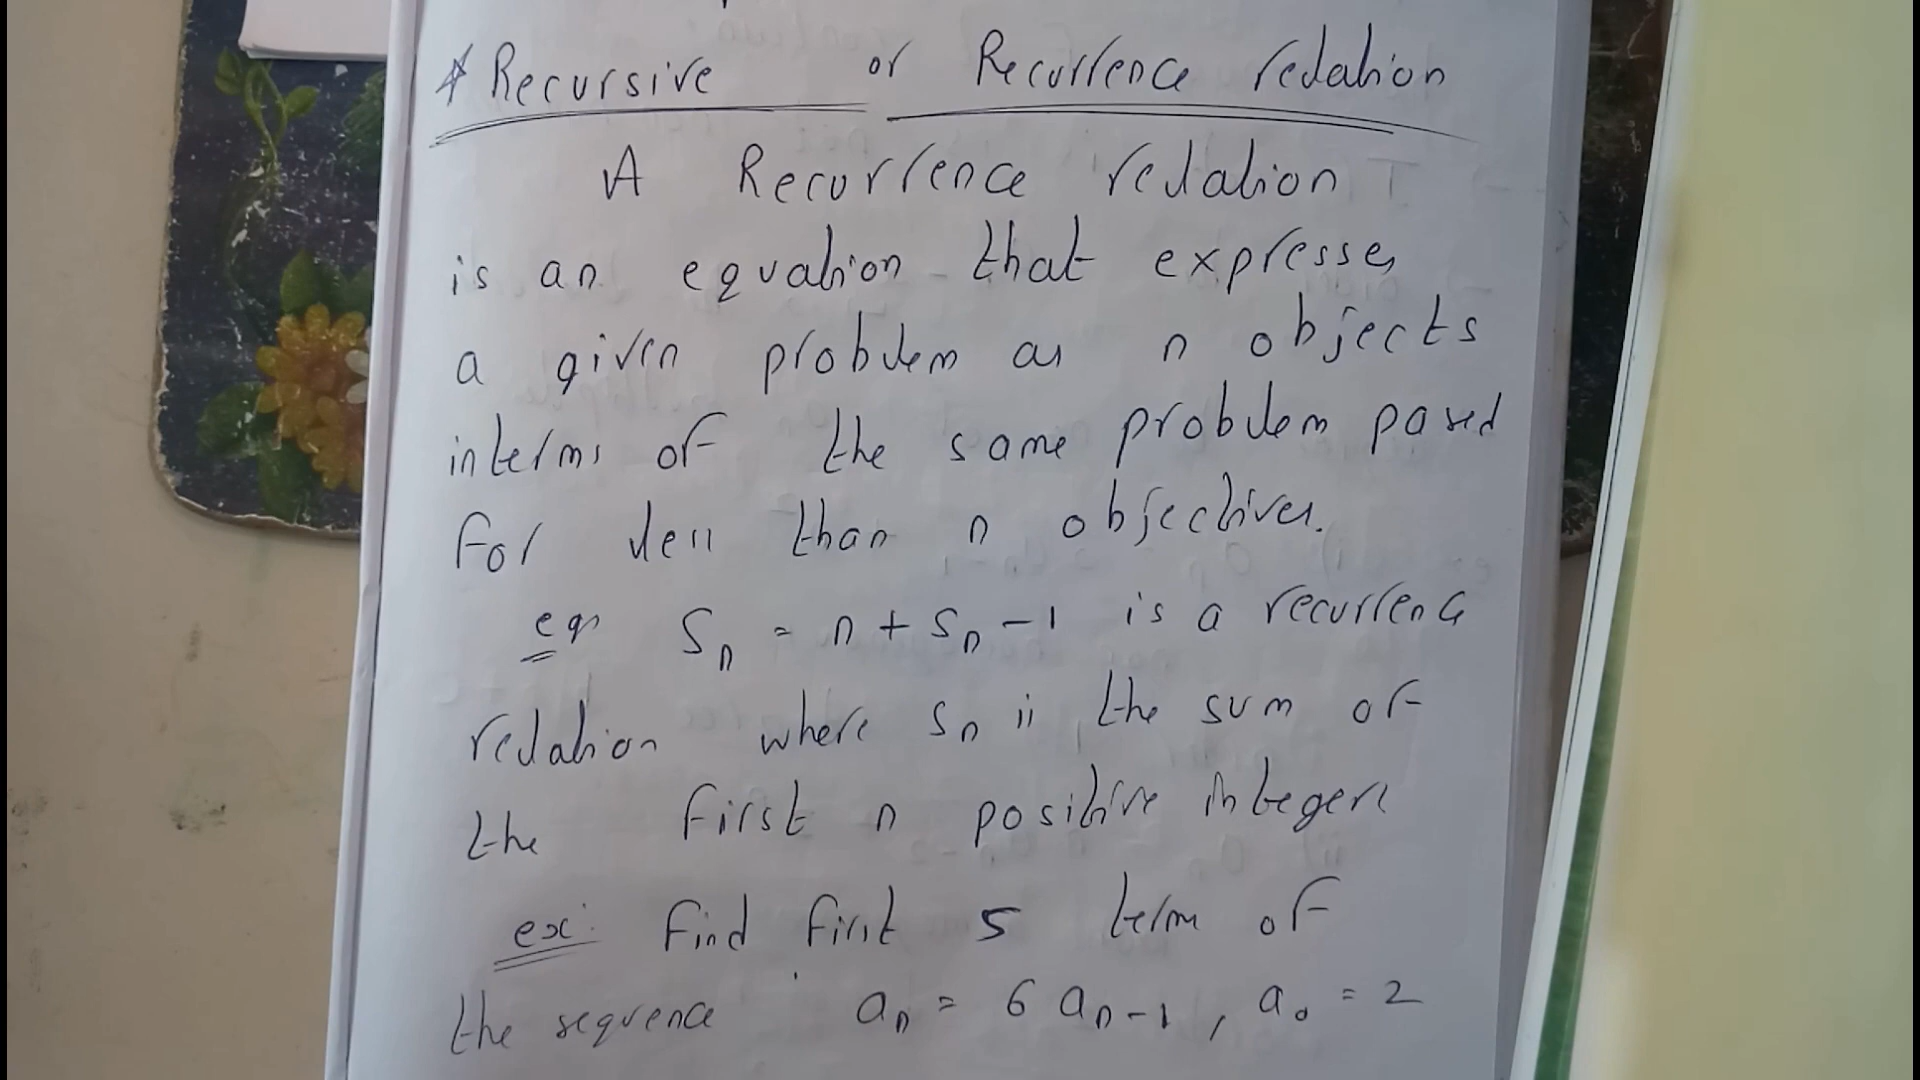 * Recursive or Recurrence relation
A Recurrence relation
is an equation that expresses
a given problem as n objects
interms of the same problem posed
for less than n objectives.
eg: Sn = n + Sn-1 is a recurrence
relation where Sn is the sum of
the first n positive integers
ex: Find first 5 term of
the sequence an = 6 an-1, a0 = 2